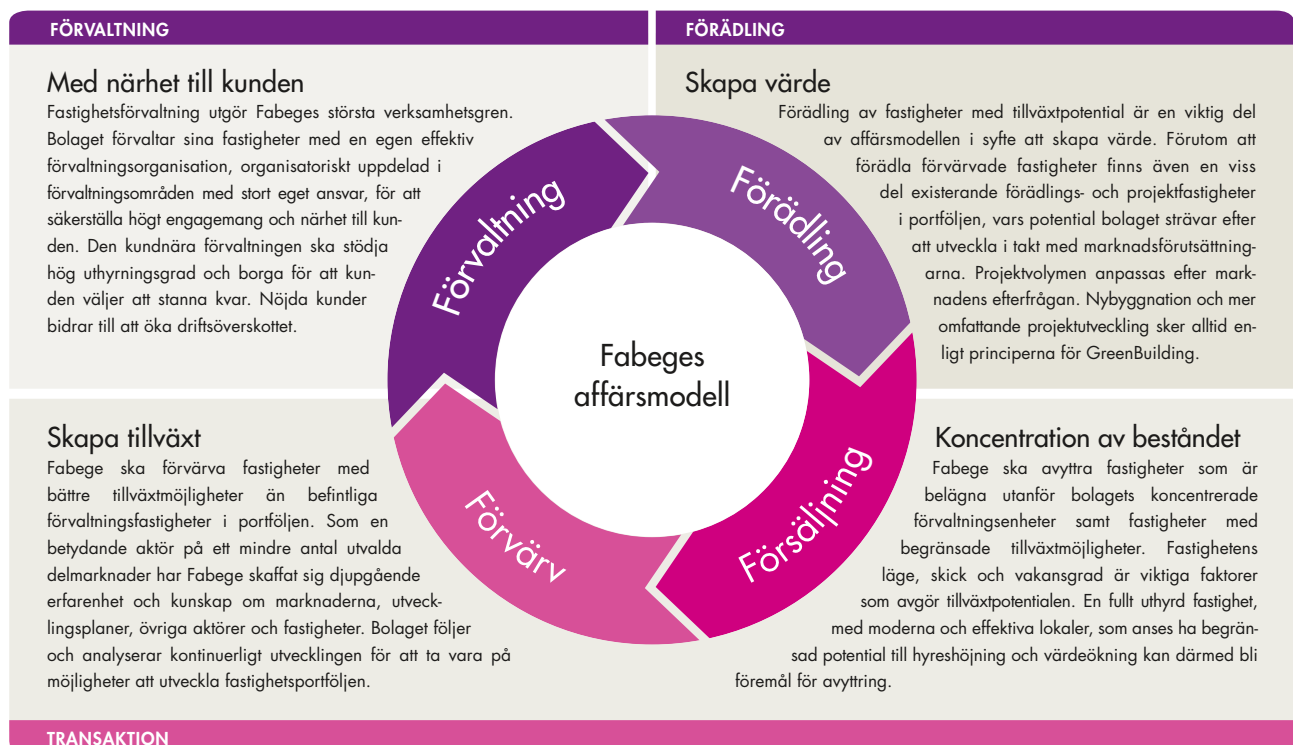 FÖRVALTNING
Med närhet till kunden
Fastighetsförvaltning utgör Fabeges största verksamhetsgren.
Bolaget förvaltar sina fastigheter med en egen effektiv
förvaltningsorganisation, organisatoriskt uppdelad i
förvaltningsområden med stort eget ansvar, för att
säkerställa högt engagemang och närhet till kun-
den. Den kundnära förvaltningen ska stödja
hög uthyrningsgrad och borga för att kun-
den väljer att stanna kvar. Nöjda kunder
bidrar till att öka driftsöverskottet.
FÖRÄDLING
Skapa värde
Förädling av fastigheter med tillväxtpotential är en viktig del
av affärsmodellen i syfte att skapa värde. Förutom att
förädla förvärvade fastigheter finns även en viss
del existerande förädlings- och projektfastigheter
i portföljen, vars potential bolaget strävar efter
att utveckla i takt med marknadsförutsättning-
arna. Projektvolymen anpassas efter mark-
nadens efterfrågan. Nybyggnation och mer
omfattande projektutveckling sker alltid en-
ligt principerna för GreenBuilding.
Förvaltning
Förädling
Fabeges
affärsmodell
Förvärv
Försäljning
Skapa tillväxt
Fabege ska förvärva fastigheter med
bättre tillväxtmöjligheter än befintliga
förvaltningsfastigheter i portföljen. Som en
betydande aktör på ett mindre antal utvalda
delmarknader har Fabege skaffat sig djupgående
erfarenhet och kunskap om marknaderna, utveck-
lingsplaner, övriga aktörer och fastigheter. Bolaget följer
och analyserar kontinuerligt utvecklingen för att ta vara på
möjligheter att utveckla fastighetsportföljen.
Koncentration av beståndet
Fabege ska avyttra fastigheter som är
belägna utanför bolagets koncentrerade
förvaltningsenheter samt fastigheter med
begränsade tillväxtmöjligheter. Fastighetens
läge, skick och vakansgrad är viktiga faktorer
som avgör tillväxtpotentialen. En fullt uthyrd fastighet,
med moderna och effektiva lokaler, som anses ha begrän-
sad potential till hyreshöjning och värdeökning kan därmed bli
föremål för avyttring.
TRANSAKTION